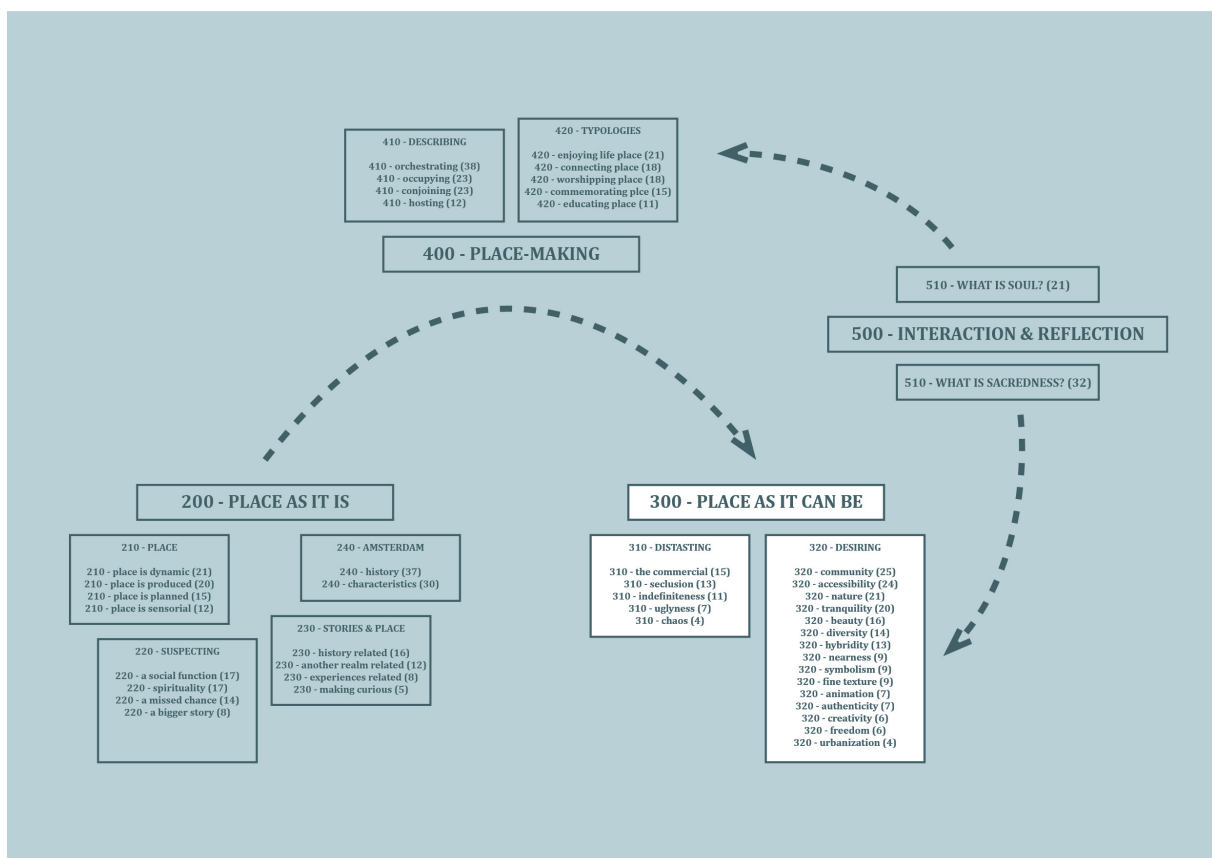 410 - DESCRIBING
410 - orchestrating (38)
410 - occupying (23)
410 - conjoining (23)
410 - hosting (12)
420 - TYPOLOGIES
420 - enjoying life place (21)
420 - connecting place (18)
420 - worshipping place (18)
420 - commemorating plce (15)
420 - educating place (11)
400 - PLACE-MAKING
510 - WHAT IS SOUL? (21)
500 - INTERACTION & REFLECTION
510 - WHAT IS SACREDNESS? (32)
200 - PLACE AS IT IS
210 - PLACE
210 - place is dynamic (21)
210 - place is produced (20)
210 - place is planned (15)
210 - place is sensorial (12)
240 - AMSTERDAM
240 - history (37)
240 - characteristics (30)
220 - SUSPECTING
220 - a social function (17)
220 - spirituality (17)
220 - a missed chance (14)
220 - a bigger story (8)
230 - STORIES & PLACE
230 - history related (16)
230 - another realm related (12)
230 - experiences related (8)
230 - making curious (5)
300 - PLACE AS IT CAN BE
310 - DISTASTING
310 - the commercial (15)
310 - seclusion (13)
310 - indefiniteness (11)
310 - uglyness (7)
310 - chaos (4)
320 - DESIRING
320 - community (25)
320 - accessibility (24)
320 - nature (21)
320 - tranquility (20)
320 - beauty (16)
320 - diversity (14)
320 - hybridity (13)
320 - nearness (9)
320 - symbolism (9)
320 - fine texture (9)
320 - animation (7)
320 - authenticity (7)
320 - creativity (6)
320 - freedom (6)
320 - urbanization (4)